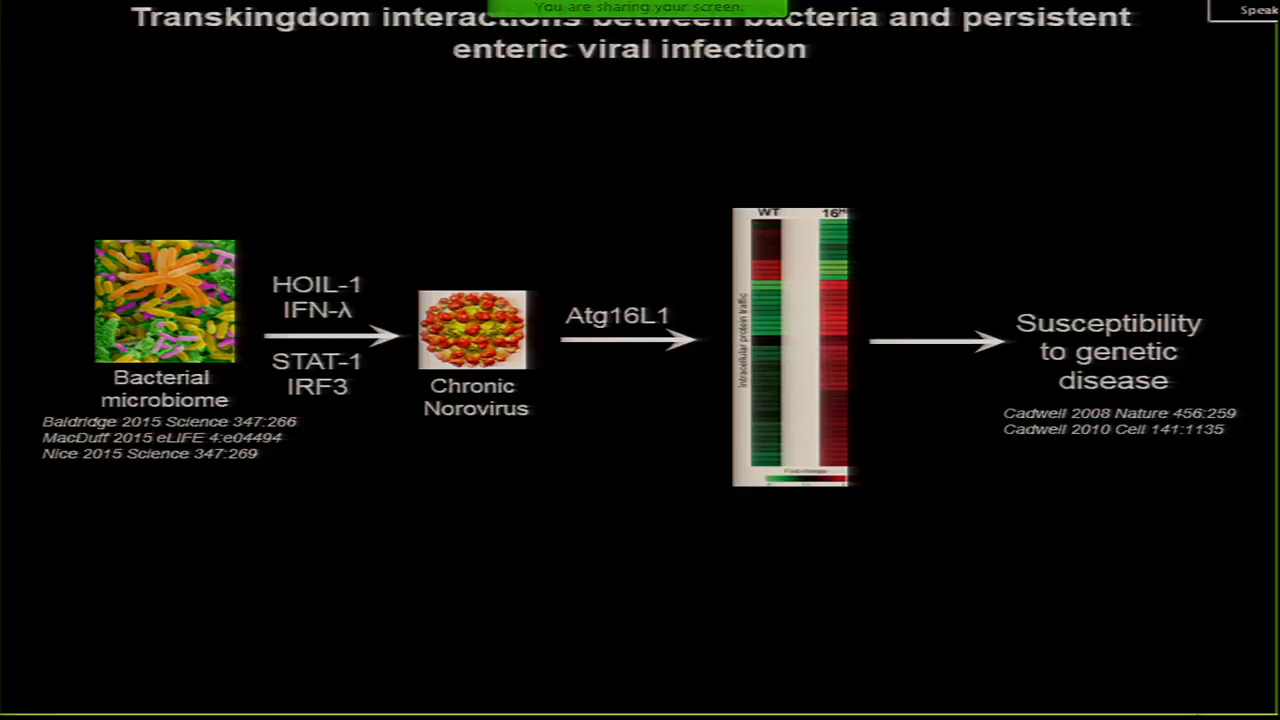 You are sharing your screen.
Speak
Transkingdom interactions between bacteria and persistent
enteric viral infection
HOIL-1
IFN-λ
STAT-1
IRF3
Bacterial
microbiome
Baldridge 2015 Science 347:266
MacDuff 2015 eLIFE 4:e04494
Nice 2015 Science 347:269
Chronic
Norovirus
Atg16L1
WT
Intracellular protein traffic
Susceptibility
to genetic
disease
Cadwell 2008 Nature 456:259
Cadwell 2010 Cell 141:1135